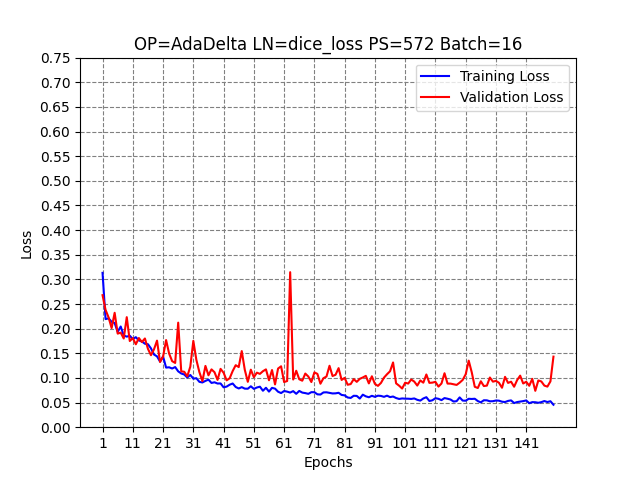 OP=AdaDelta LN=dice_loss PS=572 Batch=16
Training Loss
Validation Loss
0.75
0.70
0.65
0.60
0.55
0.50
0.45
0.40
0.35
0.30
0.25
0.20
0.15
0.10
0.05
0.00
Loss
1 11 21 31 41 51 61 71 81 91 101 111 121 131 141
Epochs